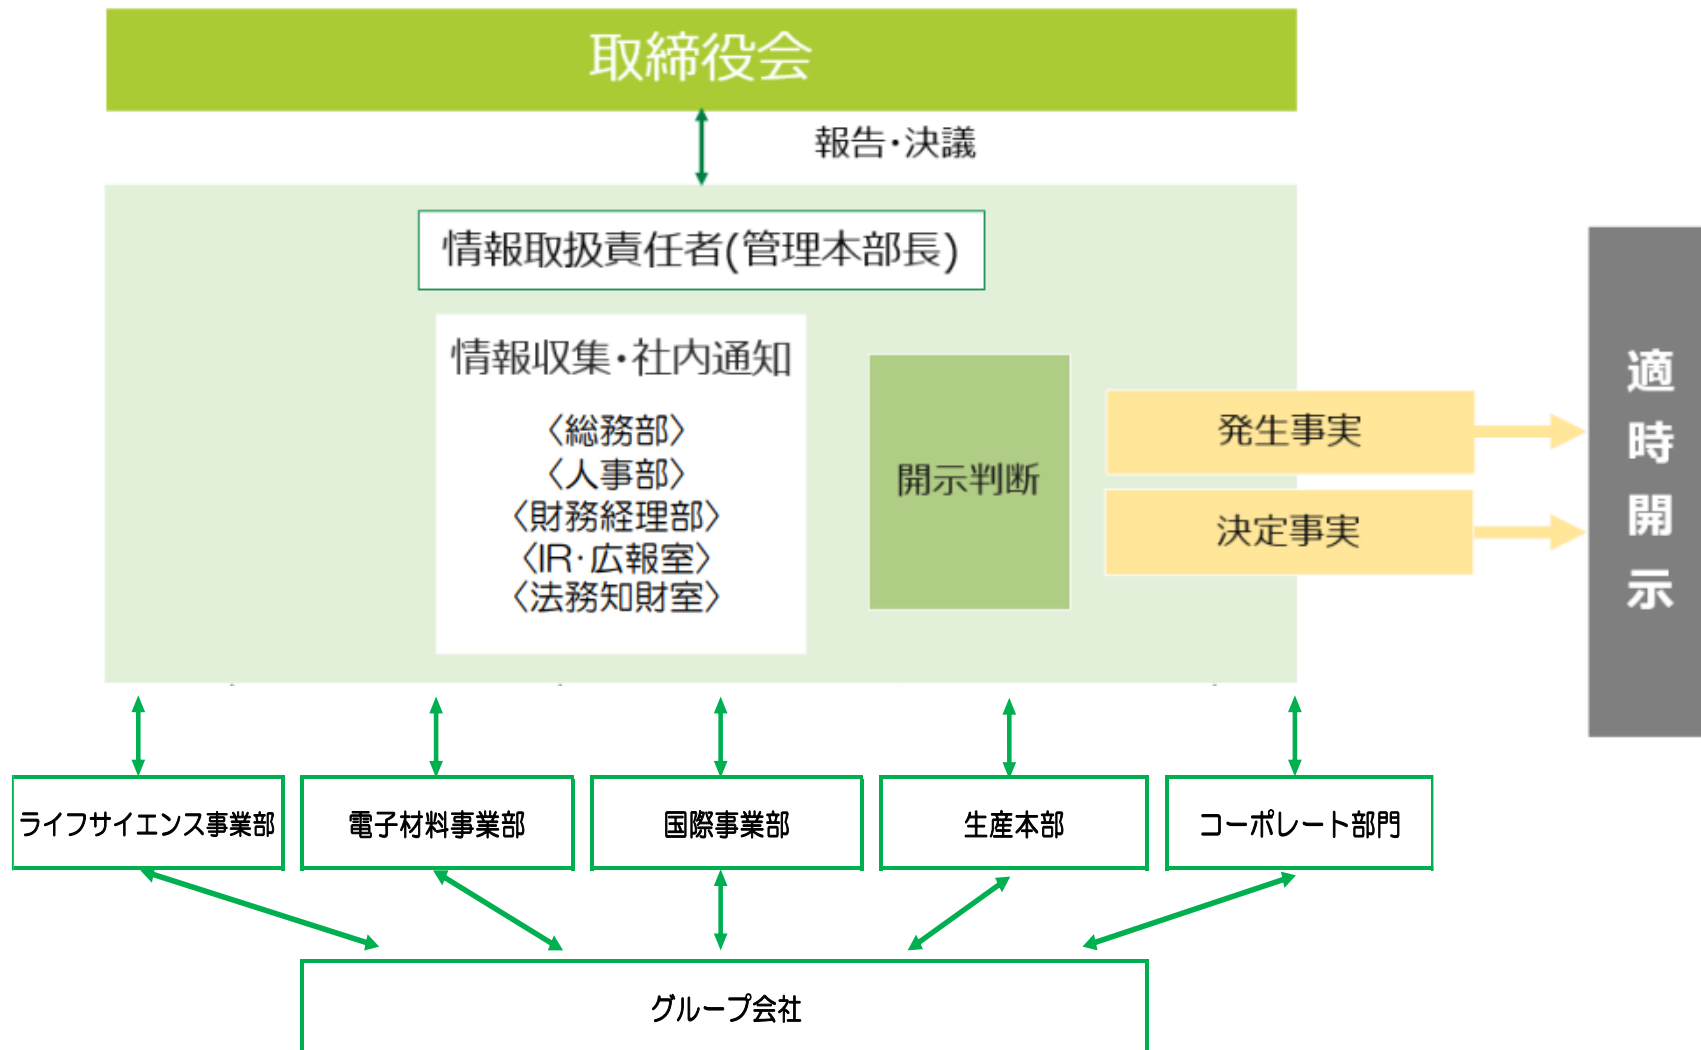 取締役会
報告・決議
情報取扱責任者(管理本部長)
情報収集・社内通知
〈総務部〉
〈人事部〉
〈財務経理部〉
〈IR・広報室〉
〈法務知財室〉
開示判断
発生事実
決定事実
適時開示
ライフサイエンス事業部
電子材料事業部
国際事業部
生産本部
コーポレート部門
グループ会社